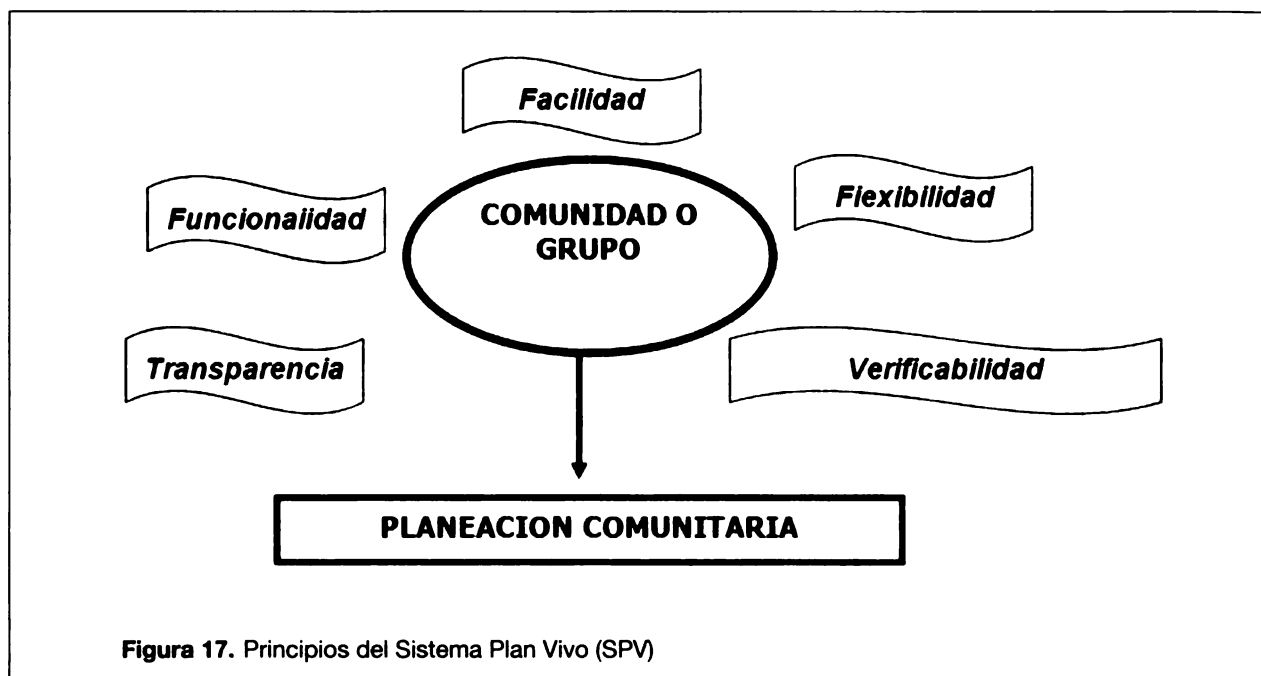 Facilidad
Funcionalidad
COMUNIDAD O
GRUPO
Flexibilidad
Transparencia
Verificabilidad
PLANEACION COMUNITARIA
Figura 17. Principios del Sistema Plan Vivo (SPV)